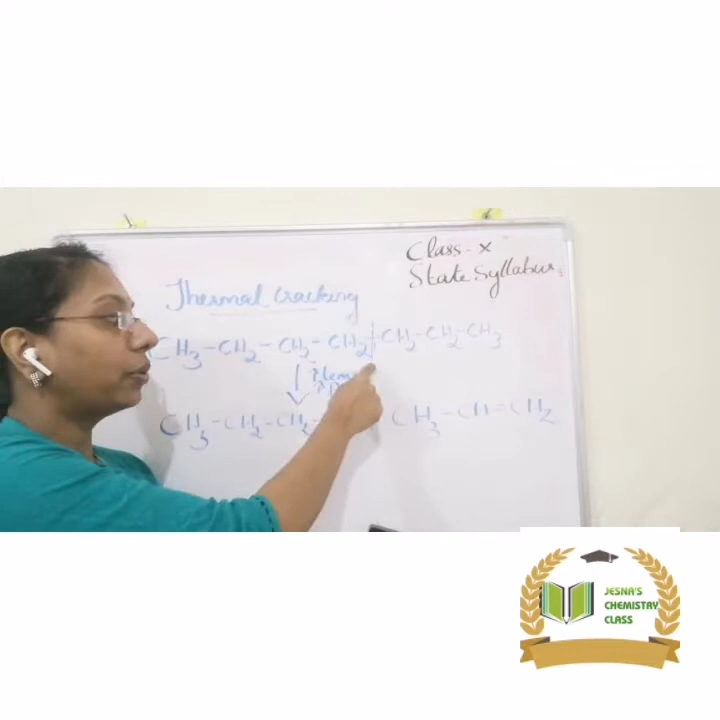 Class - X
State Syllabus
Thermal cracking
CH3-CH2-CH2-CH2-CH2-CH2-CH3
CH3-CH2-CH2- CH3-CH=CH2
JESNA'S
CHEMISTRY
CLASS